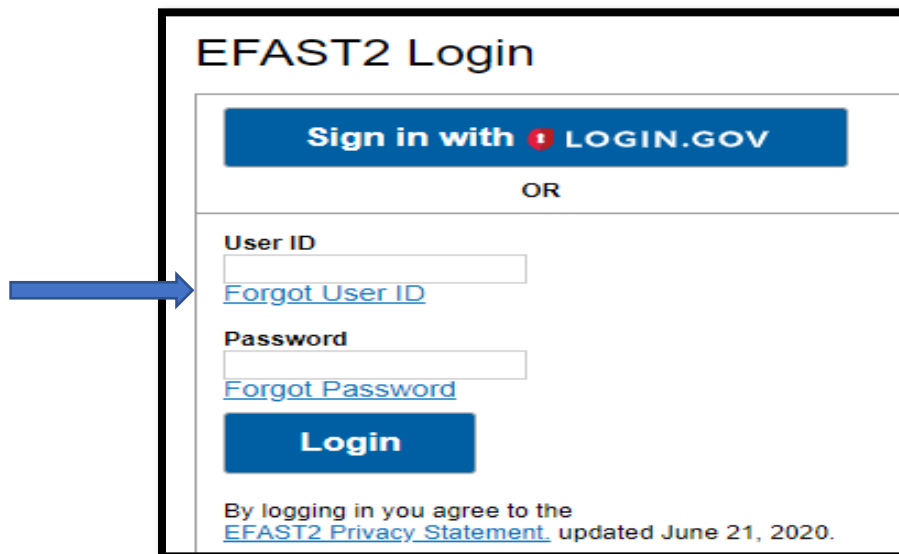 EFAST2 Login
Sign in with LOGIN.GOV
OR
User ID
Forgot User ID
Password
Forgot Password
Login
By logging in you agree to the
EFAST2 Privacy Statement, updated June 21, 2020.